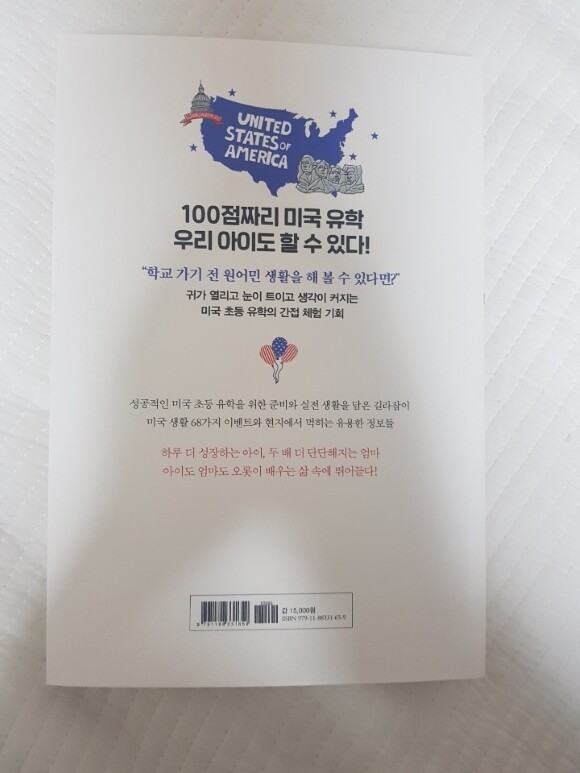 UNITED
STATES OF
AMERICA
100점짜리 미국 유학
우리 아이도 할 수 있다!
“학교 가기 전 원어민 생활을 해 볼 수 있다면?”
귀가 열리고 눈이 트이고 생각이 커지는
미국 초등 유학의 간접 체험 기회
성공적인 미국 초등 유학을 위한 준비와 실전 생활을 담은 길라잡이
미국 생활 68가지 이벤트와 현지에서 먹히는 유용한 정보들
하루 더 성장하는 아이, 두 배 더 단단해지는 엄마
아이도 엄마도 오롯이 배우는 삶 속에 뛰어들다!
값 15,000원
ISBN 979-11-88331-65-9